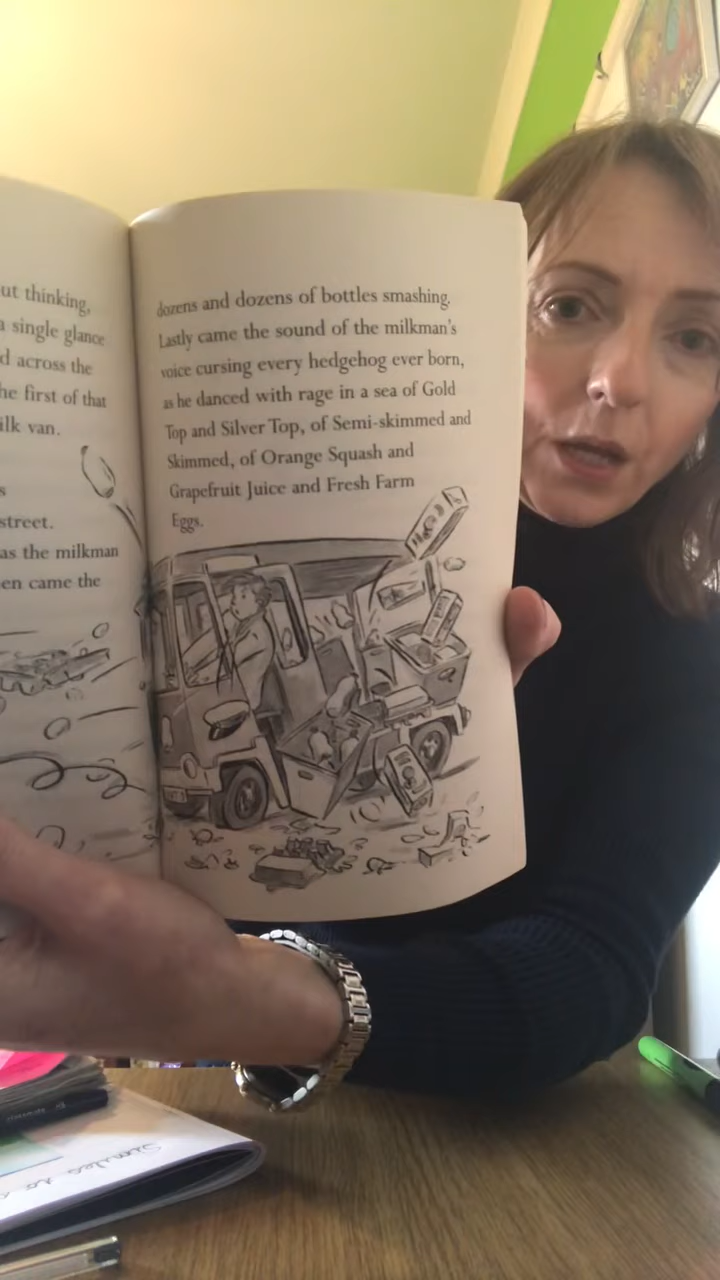 ut thinking,
a single glance
d across the
he first of that
ilk van.
s
street.
as the milkman
en came the
dozens and dozens of bottles smashing.
Lastly came the sound of the milkman's
voice cursing every hedgehog ever born,
as he danced with rage in a sea of Gold
Top and Silver Top, of Semi-skimmed and
Skimmed, of Orange Squash and
Grapefruit Juice and Fresh Farm
Eggs.
Similes to